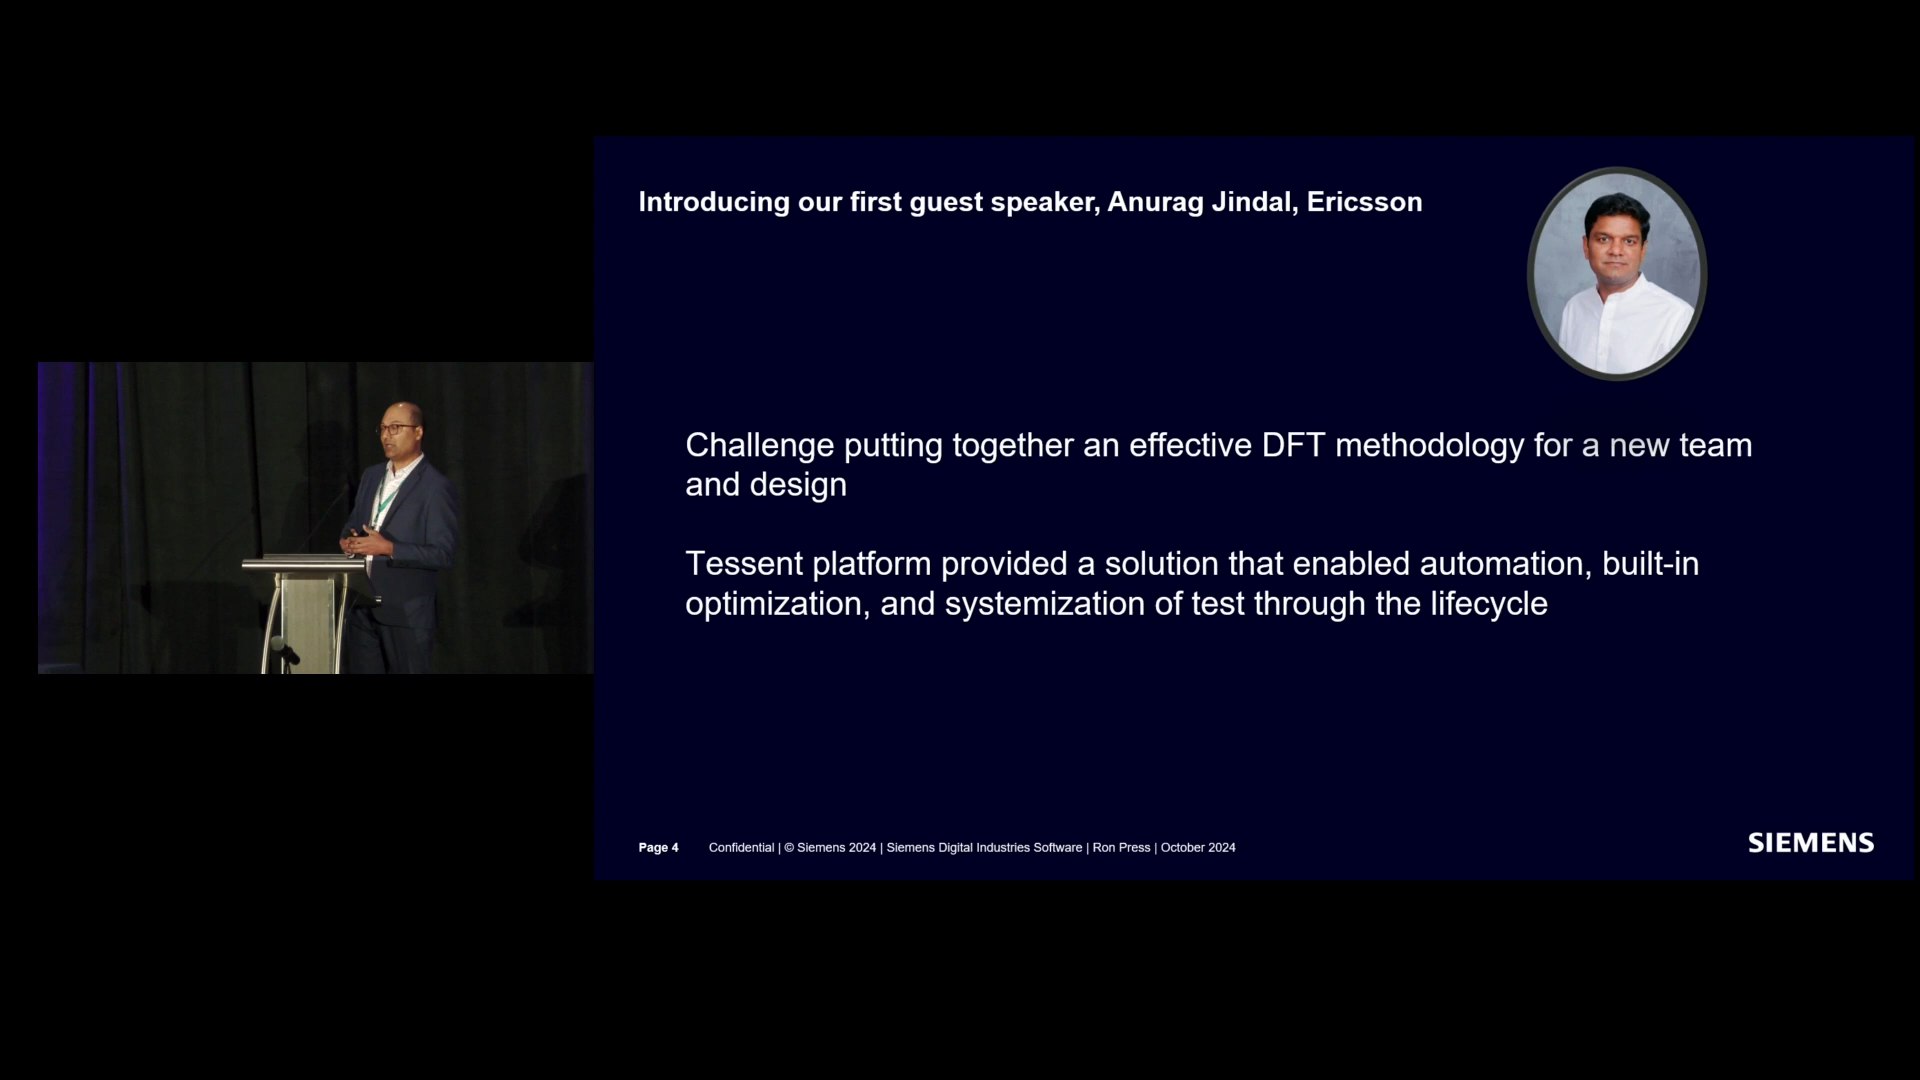 Introducing our first guest speaker, Anurag Jindal, Ericsson
Challenge putting together an effective DFT methodology for a new team
and design
Tessent platform provided a solution that enabled automation, built-in
optimization, and systemization of test through the lifecycle
Page 4 Confidential | © Siemens 2024 | Siemens Digital Industries Software | Ron Press | October 2024
SIEMENS